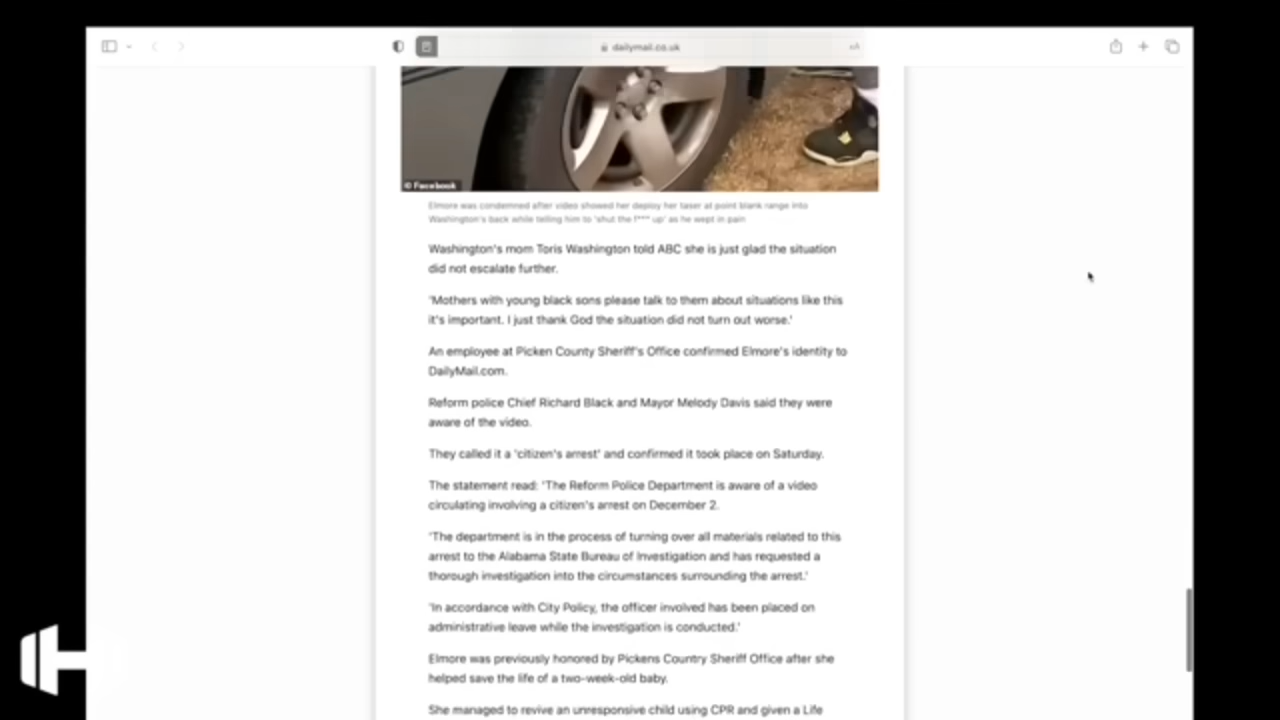 dailymail.co.uk
© Facebook
Elmore was condemned after video showed her deploy her taser at point blank range into
Washington's back while telling him to 'shut the f*** up' as he wept in pain
Washington's mom Toris Washington told ABC she is just glad the situation
did not escalate further.
'Mothers with young black sons please talk to them about situations like this
it's important. I just thank God the situation did not turn out worse.'
An employee at Picken County Sheriff's Office confirmed Elmore's identity to
DailyMail.com.
Reform police Chief Richard Black and Mayor Melody Davis said they were
aware of the video.
They called it a 'citizen's arrest' and confirmed it took place on Saturday.
The statement read: 'The Reform Police Department is aware of a video
circulating involving a citizen's arrest on December 2.
'The department is in the process of turning over all materials related to this
arrest to the Alabama State Bureau of Investigation and has requested a
thorough investigation into the circumstances surrounding the arrest.'
'In accordance with City Policy, the officer involved has been placed on
administrative leave while the investigation is conducted.'
Elmore was previously honored by Pickens Country Sheriff Office after she
helped save the life of a two-week-old baby.
She managed to revive an unresponsive child using CPR and given a Life